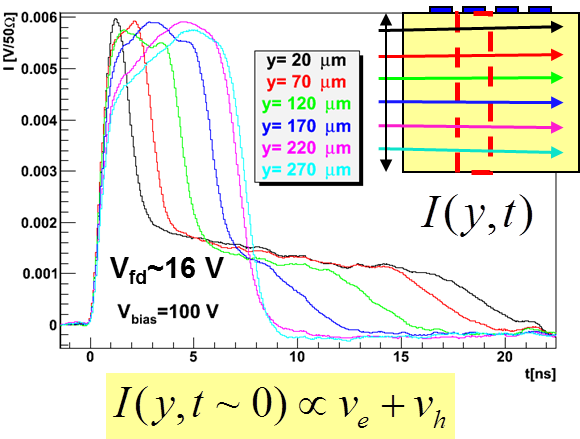 I [V/50Ω]
0.006
0.005
0.004
0.003
0.002
0.001
0
y= 20 μm
y= 70 μm
y= 120 μm
y= 170 μm
y= 220 μm
y= 270 μm
I(y,t)
Vfd~16 V
Vbias=100 V
0 5 10 15 20
t[ns]
I(y,t ~ 0) ∝ ve + vh